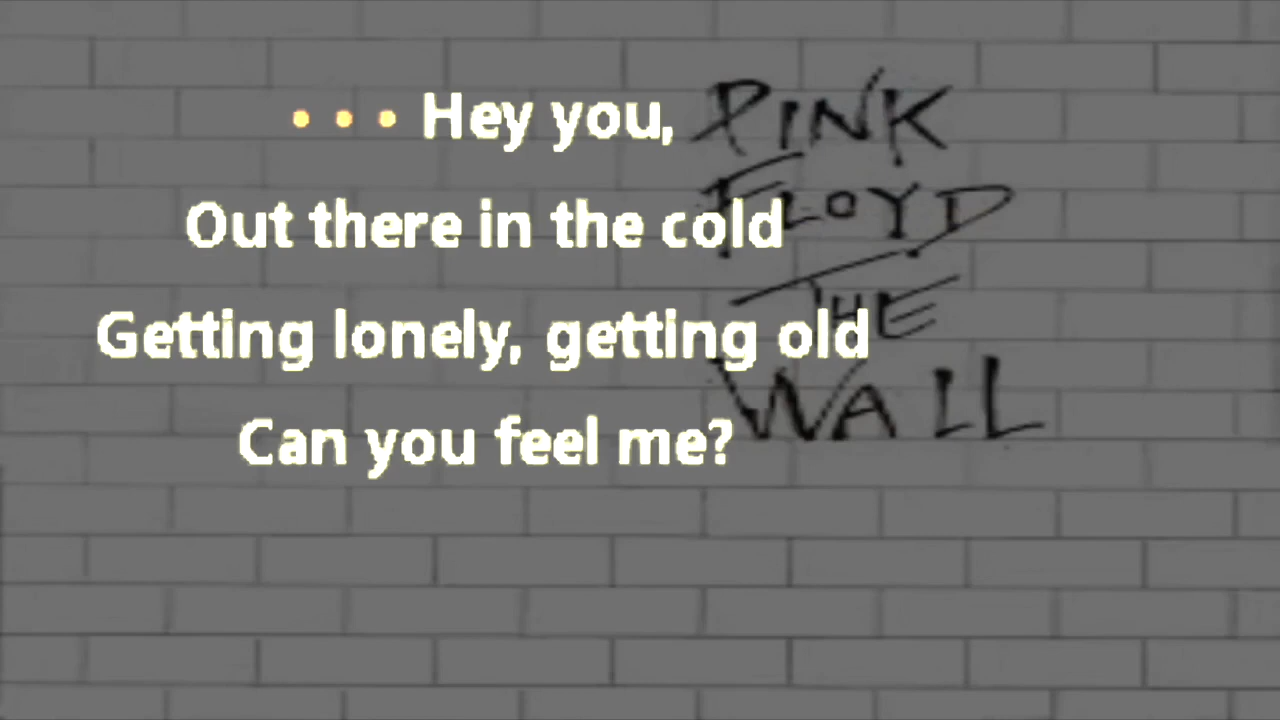 Hey you,
Out there in the cold
Getting lonely, getting old
Can you feel me?
PINK
FLOYD
THE
WALL